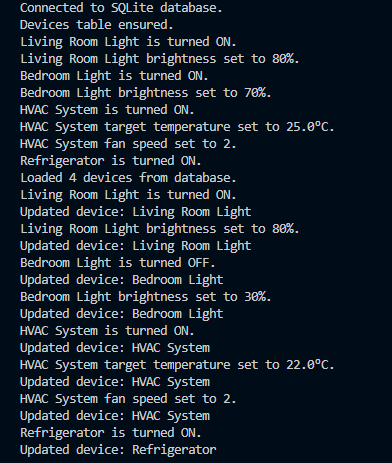 Connected to SQLite database.
Devices table ensured.
Living Room Light is turned ON.
Living Room Light brightness set to 80%.
Bedroom Light is turned ON.
Bedroom Light brightness set to 70%.
HVAC System is turned ON.
HVAC System target temperature set to 25.0°C.
HVAC System fan speed set to 2.
Refrigerator is turned ON.
Loaded 4 devices from database.
Living Room Light is turned ON.
Updated device: Living Room Light
Living Room Light brightness set to 80%.
Updated device: Living Room Light
Bedroom Light is turned OFF.
Updated device: Bedroom Light
Bedroom Light brightness set to 30%.
Updated device: Bedroom Light
HVAC System is turned ON.
Updated device: HVAC System
HVAC System target temperature set to 22.0°C.
Updated device: HVAC System
HVAC System fan speed set to 2.
Updated device: HVAC System
Refrigerator is turned ON.
Updated device: Refrigerator